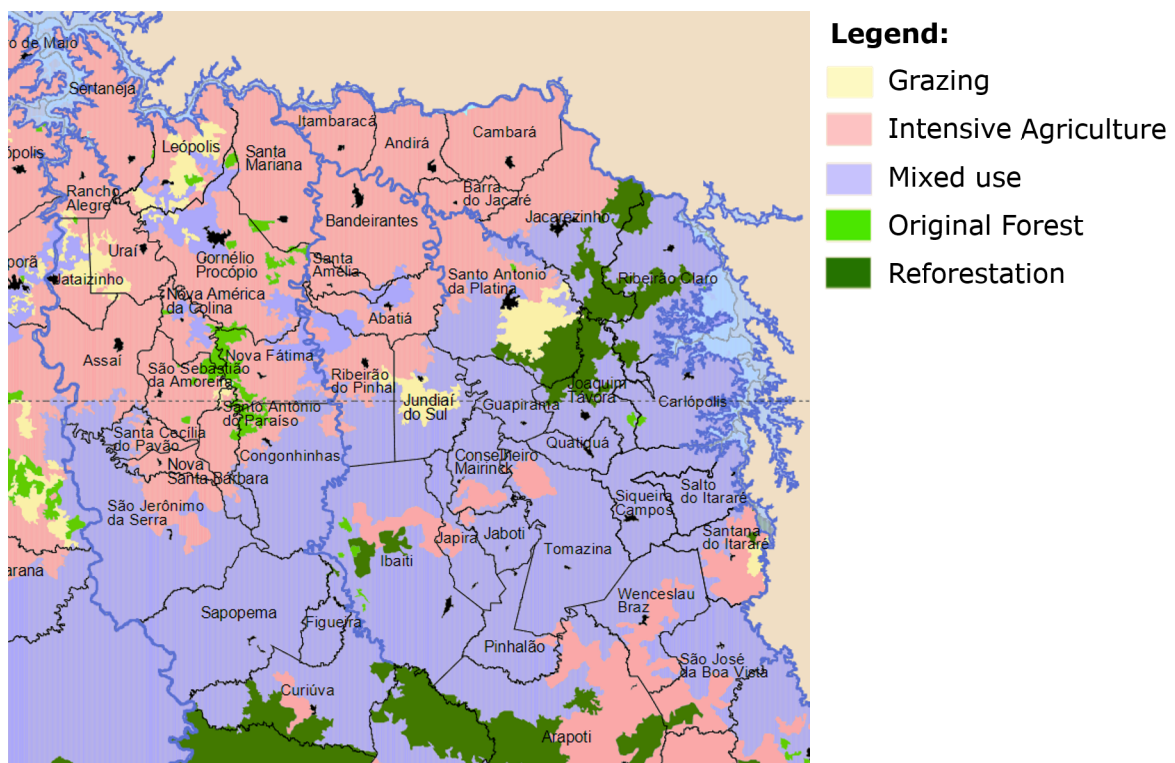 Legend:
Grazing
Intensive Agriculture
Mixed use
Original Forest
Reforestation
o de Maio
Sertaneja
Itambaracá
Cambará
Andirá
Leópolis
Santa
Mariana
ópolis
Rancho
Alegre
Barra
do Jacaré
Bandeirantes
Jacarezinho
Uraí
Gornélio
Procópio
Santa
Amélia
porã
Jataizinho
Santo Antonio
da Platina
Ribeirão Claro
Nova América
da Colina
Abatiá
Assaí
Nova Fátima
São Sebastião
da Amoreira
Ribeirão
do Pinhal
Joaquim
Távora
Jundiaí
do Sul
Guapirama
Carlópolis
Santo Antônio
do Paraíso
Santa Cecília
do Pavão
Quatiguá
Congonhinhas
Conselheiro
Mairinck
Nova
Santa Bárbara
Salto
do Itararé
Siqueira
Campos
São Jerônimo
da Serra
Santana
do Itararé
Japira
Jaboti
Tomazina
Ibaiti
arana
Wenceslau
Braz
Sapopema
Figueira
Pinhalão
São José
da Boa Vista
Curiúva
Arapoti